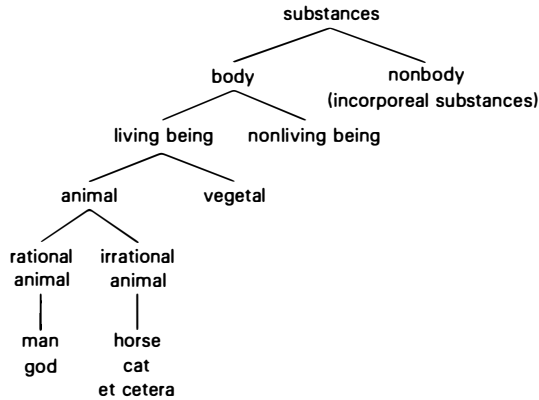 substances
body
nonbody
(incorporeal substances)
living being
nonliving being
animal
vegetal
rational
animal
irrational
animal
man
god
horse
cat
et cetera